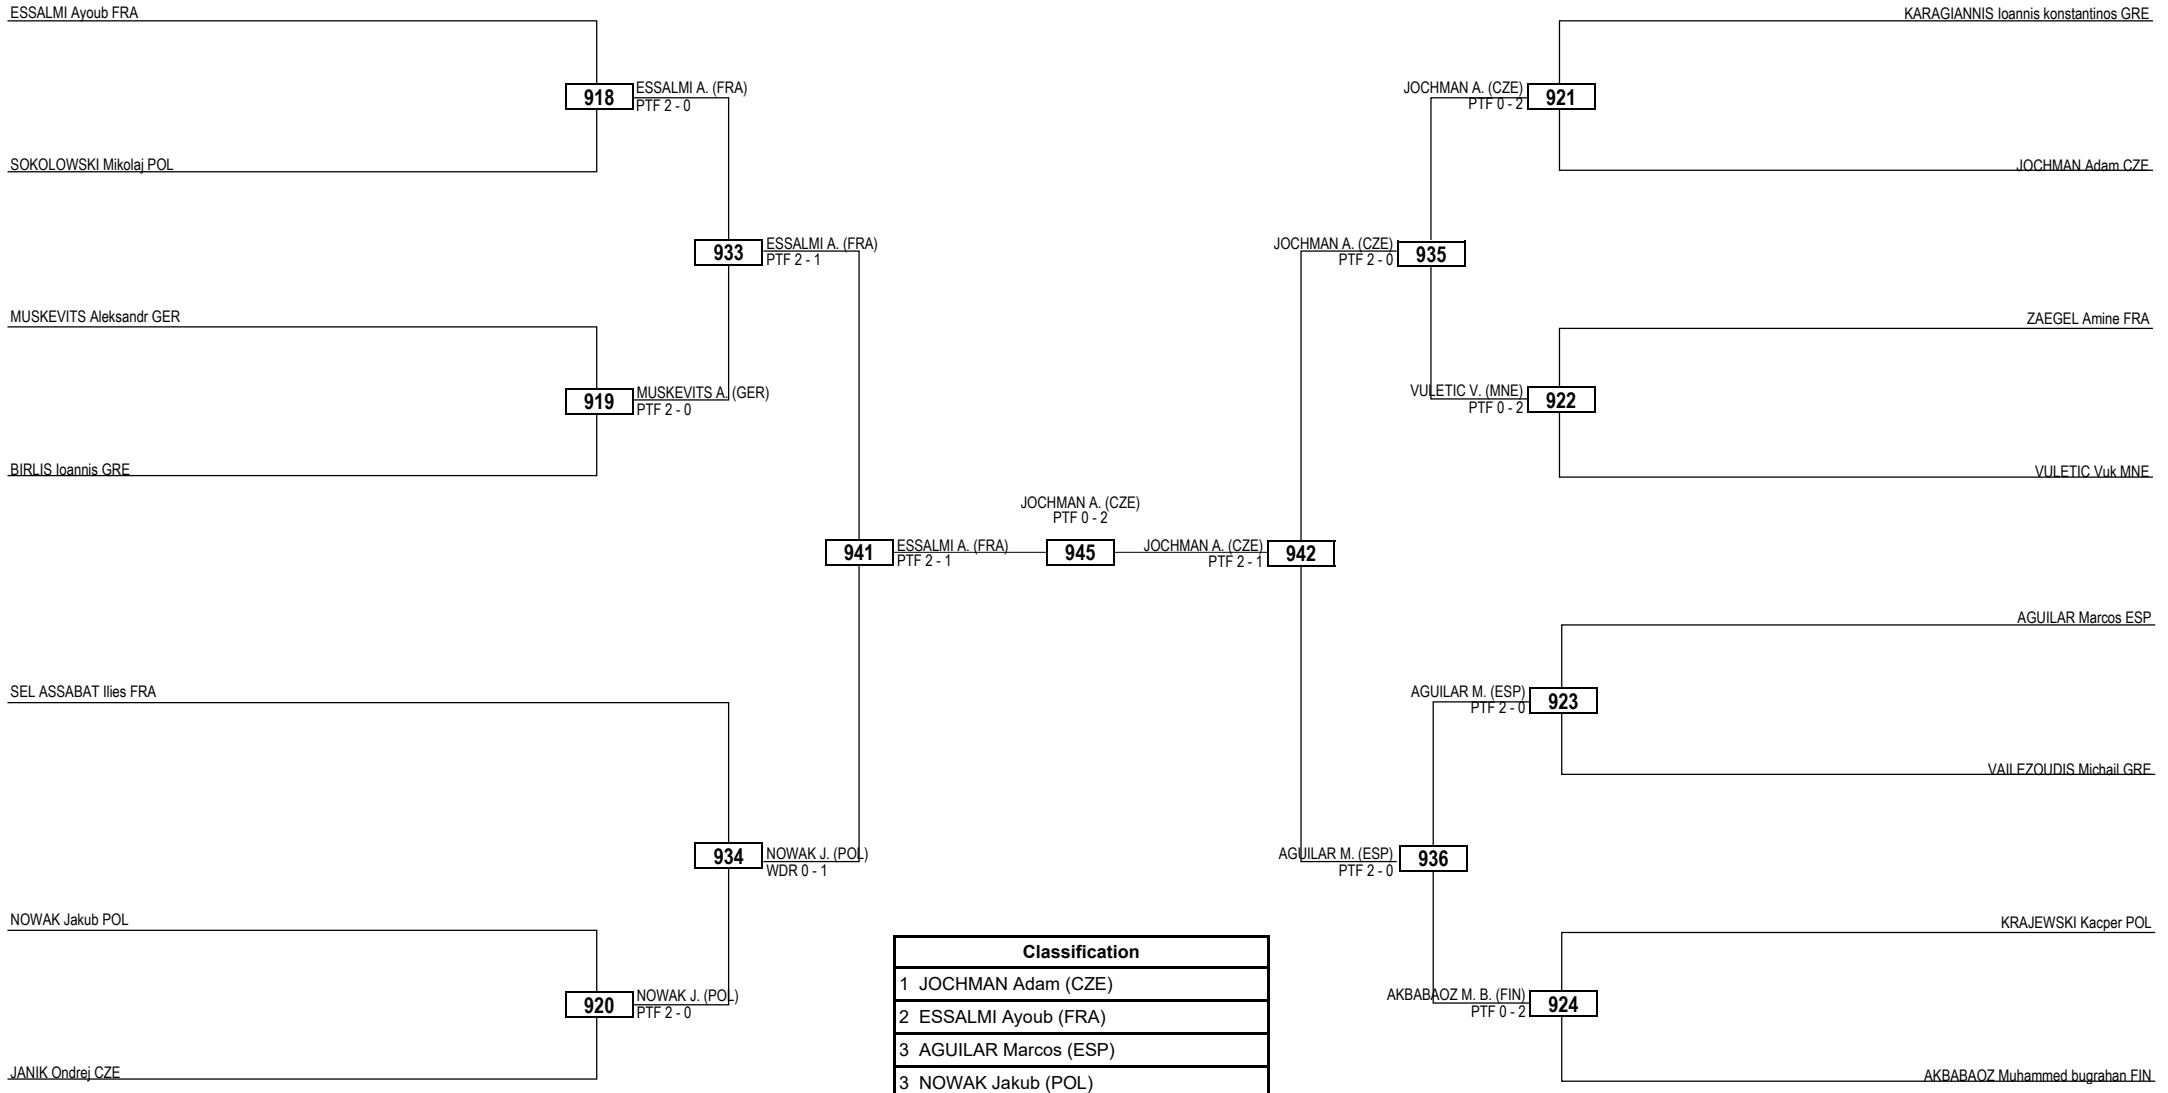 ESSALMI Ayoub FRA
KARAGIANNIS Ioannis konstantinos GRE
918
ESSALMI A. (FRA)
PTF 2 - 0
JOCHMAN A. (CZE)
PTF 0 - 2
921
SOKOLOWSKI Mikolaj POL
JOCHMAN Adam CZE
933
ESSALMI A. (FRA)
PTF 2 - 1
JOCHMAN A. (CZE)
PTF 2 - 0
935
MUSKEVITS Aleksandr GER
ZAEGEL Amine FRA
919
MUSKEVITS A. (GER)
PTF 2 - 0
VULETIC V. (MNE)
PTF 0 - 2
922
BIRLIS Ioannis GRE
VULETIC Vuk MNE
JOCHMAN A. (CZE)
PTF 0 - 2
941
ESSALMI A. (FRA)
PTF 2 - 1
945
JOCHMAN A. (CZE)
PTF 2 - 1
942
AGUILAR Marcos ESP
SEL ASSABAT Ilies FRA
AGUILAR M. (ESP)
PTF 2 - 0
923
VAILEZOUDIS Michail GRE
934
NOWAK J. (POL)
WDR 0 - 1
AGUILAR M. (ESP)
PTF 2 - 0
936
NOWAK Jakub POL
KRAJEWSKI Kacper POL
920
NOWAK J. (POL)
PTF 2 - 0
AKBABAOZ M. B. (FIN)
PTF 0 - 2
924
JANIK Ondrej CZE
AKBABAOZ Muhammed bugrahan FIN
Classification
1 JOCHMAN Adam (CZE)
2 ESSALMI Ayoub (FRA)
3 AGUILAR Marcos (ESP)
3 NOWAK Jakub (POL)